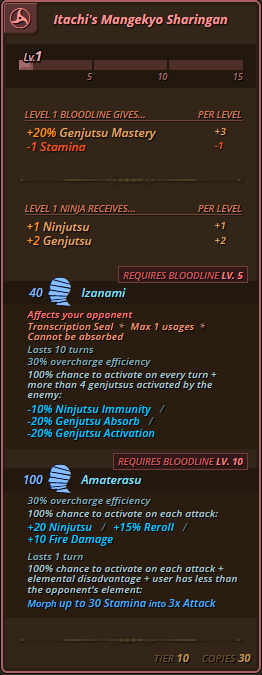 Itachi's Mangekyo Sharingan
Lv.1
5 10 15
LEVEL 1 BLOODLINE GIVES... PER LEVEL
+20% Genjutsu Mastery +3
-1 Stamina -1
LEVEL 1 NINJA RECEIVES... PER LEVEL
+1 Ninjutsu +1
+2 Genjutsu +2
REQUIRES BLOODLINE LV. 5
40 Izanami
Affects your opponent
Transcription Seal * Max 1 usages *
Cannot be absorbed
Lasts 10 turns
30% overcharge efficiency
100% chance to activate on every turn +
more than 4 genjutsus activated by the
enemy:
-10% Ninjutsu Immunity /
-20% Genjutsu Absorb /
-20% Genjutsu Activation
REQUIRES BLOODLINE LV. 10
100 Amaterasu
30% overcharge efficiency
100% chance to activate on each attack:
+20 Ninjutsu / +15% Reroll /
+10 Fire Damage
Lasts 1 turn
100% chance to activate on each attack +
elemental disadvantage + user has less than
the opponent's element:
Morph up to 30 Stamina into 3x Attack
TIER 10 COPIES 30